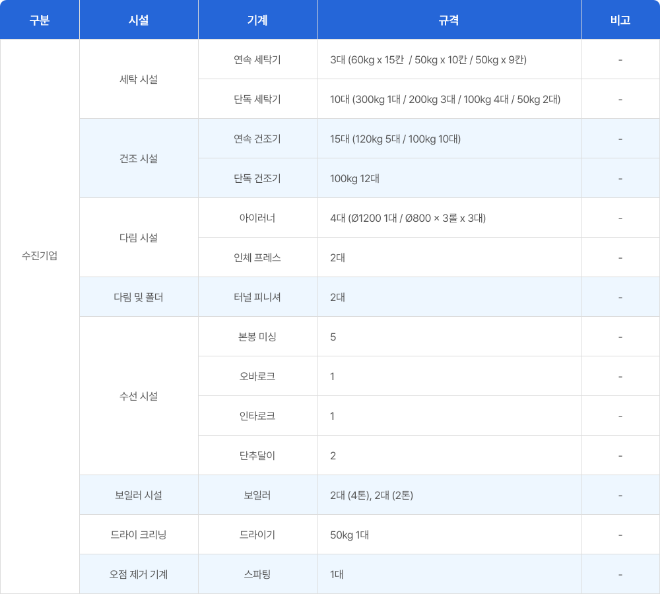 구분 시설 기계 규격 비고
수진기업 세탁 시설 연속 세탁기 3대 (60kg x 15칸 / 50kg x 10칸 / 50kg x 9칸) -
단독 세탁기 10대 (300kg 1대 / 200kg 3대 / 100kg 4대 / 50kg 2대) -
건조 시설 연속 건조기 15대 (120kg 5대 / 100kg 10대) -
단독 건조기 100kg 12대 -
다림 시설 아이러너 4대 (Ø1200 1대 / Ø800 × 3롤 x 3대) -
인체 프레스 2대 -
다림 및 폴더 터널 피니셔 2대 -
수선 시설 본봉 미싱 5 -
오바로크 1 -
인타로크 1 -
단추달이 2 -
보일러 시설 보일러 2대 (4톤), 2대 (2톤) -
드라이 크리닝 드라이기 50kg 1대 -
오점 제거 기계 스파팅 1대 -